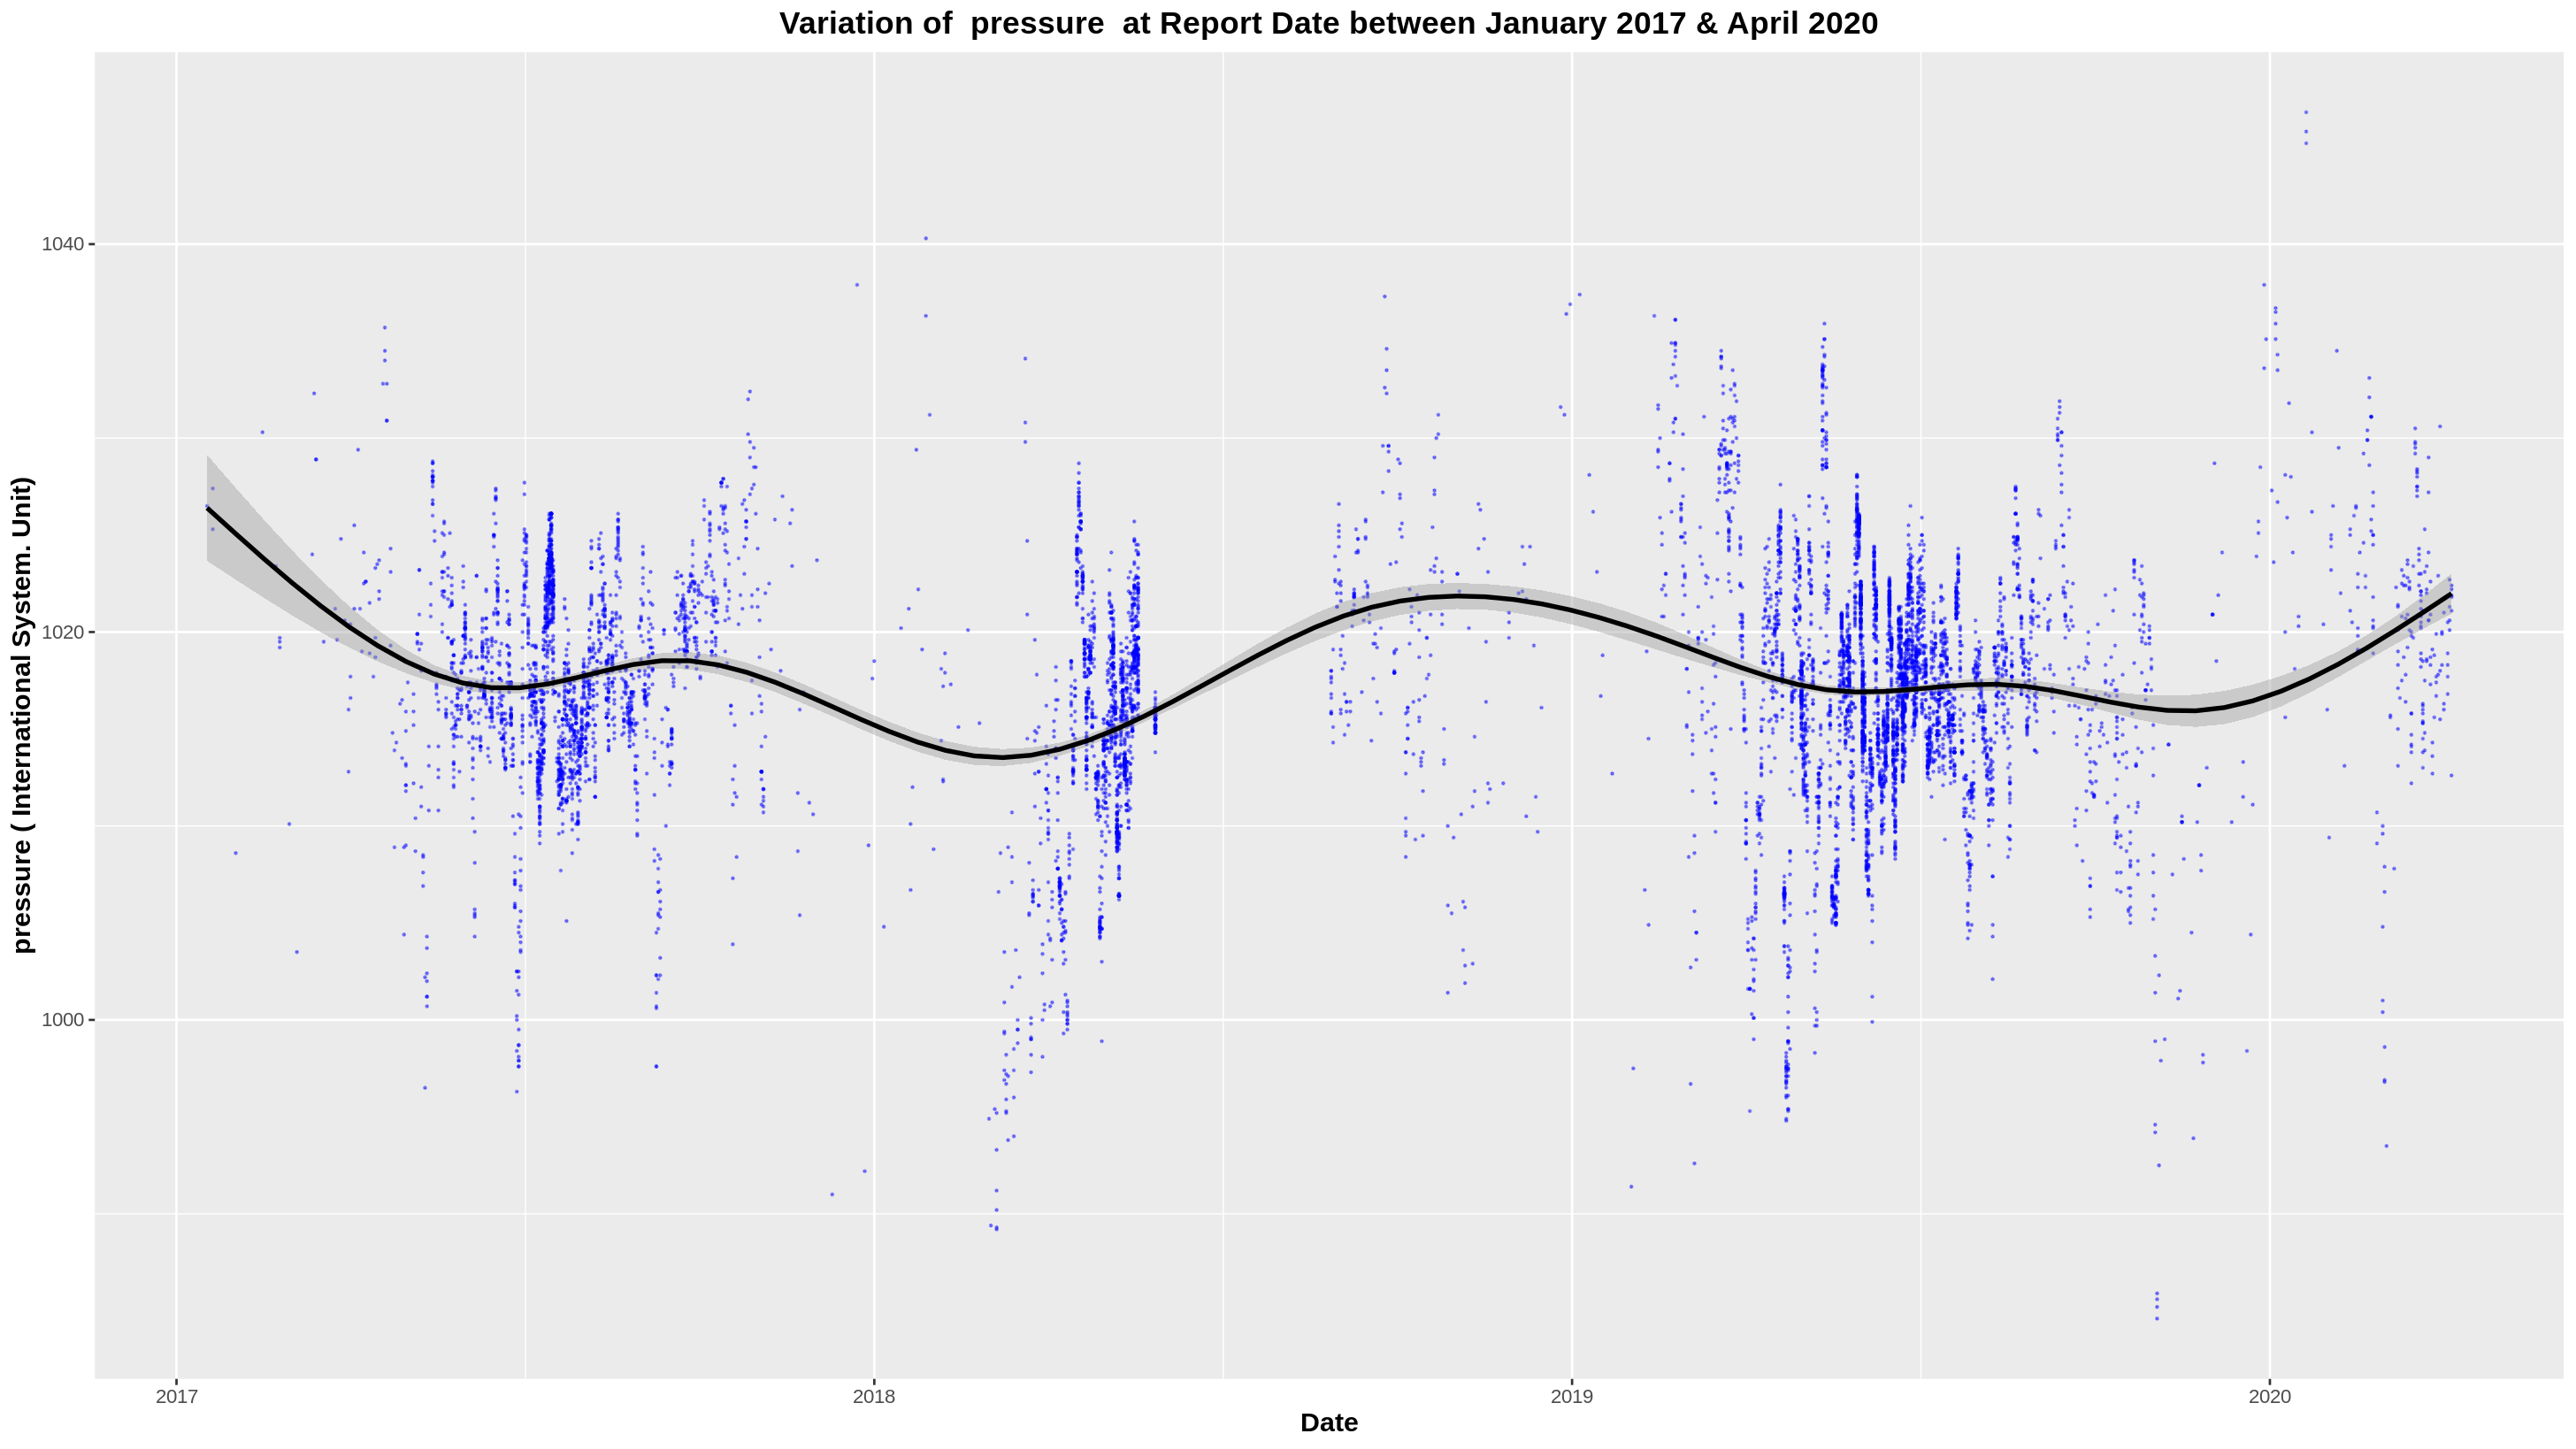 Variation of  pressure  at Report Date between January 2017 & April 2020
pressure ( International System. Unit)
1040
1020
1000
2017
2018
2019
2020
Date